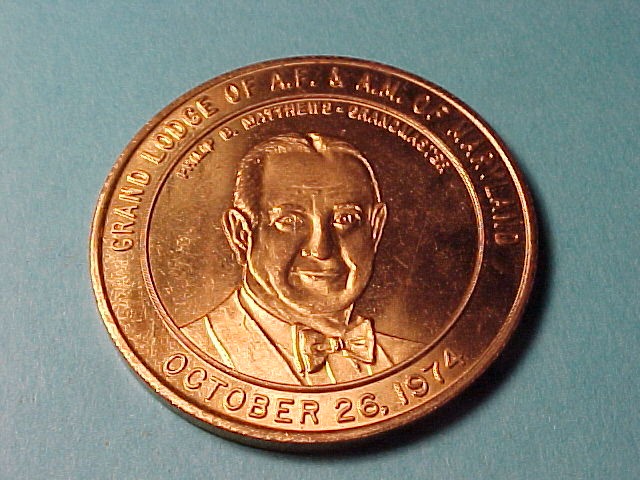 GRAND LODGE OF A.F. & A.M. OF MARYLAND
PHILIP B. MATTHEWS - GRANDMASTER
OCTOBER 26, 1974